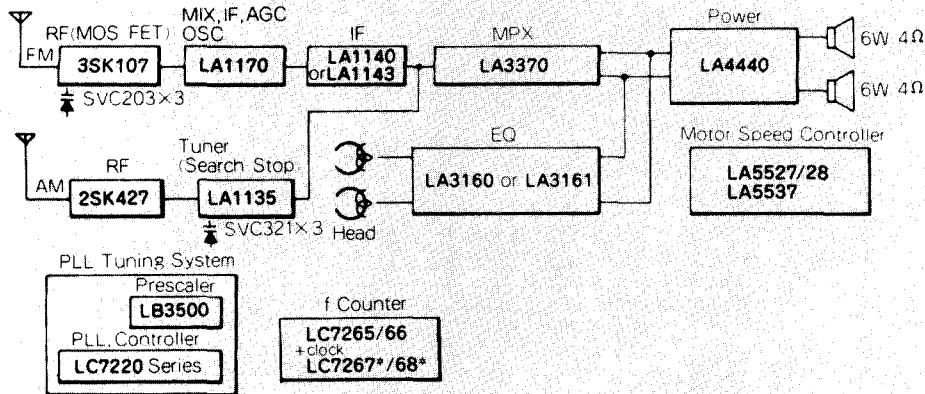 RF(MOS FET)
MIX, IF, AGC
OSC
IF
MPX
Power
FM
3SK107
LA1170
LA1140
or LA1143
LA3370
LA4440
6W 4Ω
6W 4Ω
SVC203×3
RF
Tuner
(Search Stop)
EQ
Motor Speed Controller
AM
2SK427
LA1135
SVC321×3
Head
LA3160 or LA3161
LA5527/28
LA5537
PLL Tuning System
Prescaler
LB3500
PLL, Controller
LC7220 Series
f Counter
LC7265/66
+clock
LC7267*/68*